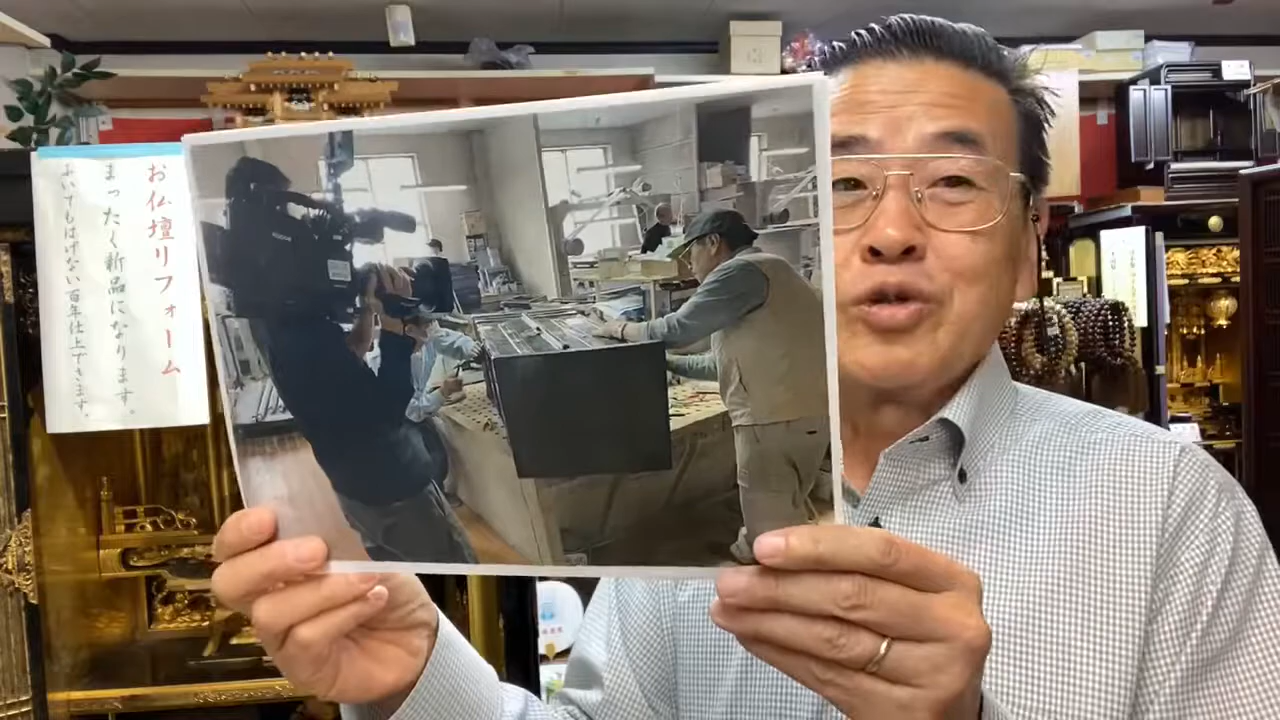 お仏壇リフォーム
まったく新品になります。
ふいてもはげない百年仕上できます。